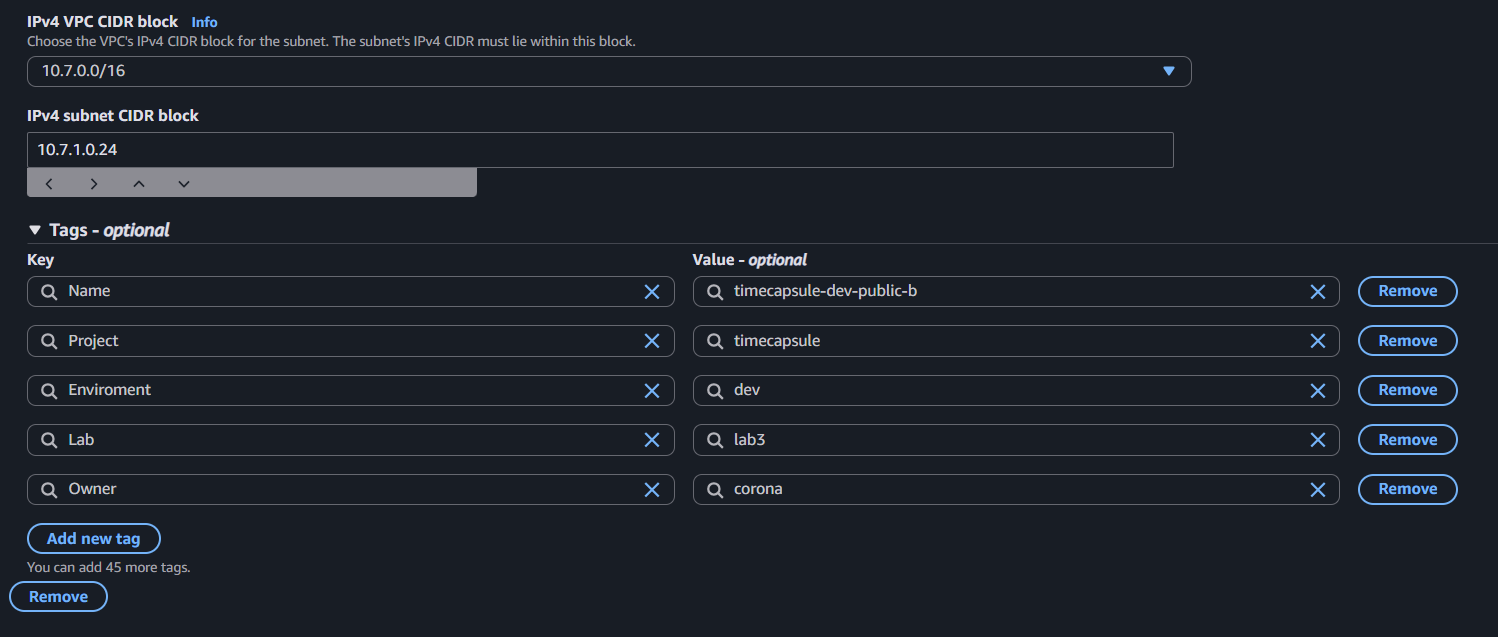 IPv4 VPC CIDR block Info
Choose the VPC's IPv4 CIDR block for the subnet. The subnet's IPv4 CIDR must lie within this block.
10.7.0.0/16
IPv4 subnet CIDR block
10.7.1.0.24
Tags - optional
Key Value - optional
Name timecapsule-dev-public-b Remove
Project timecapsule Remove
Enviroment dev Remove
Lab lab3 Remove
Owner corona Remove
Add new tag
You can add 45 more tags.
Remove